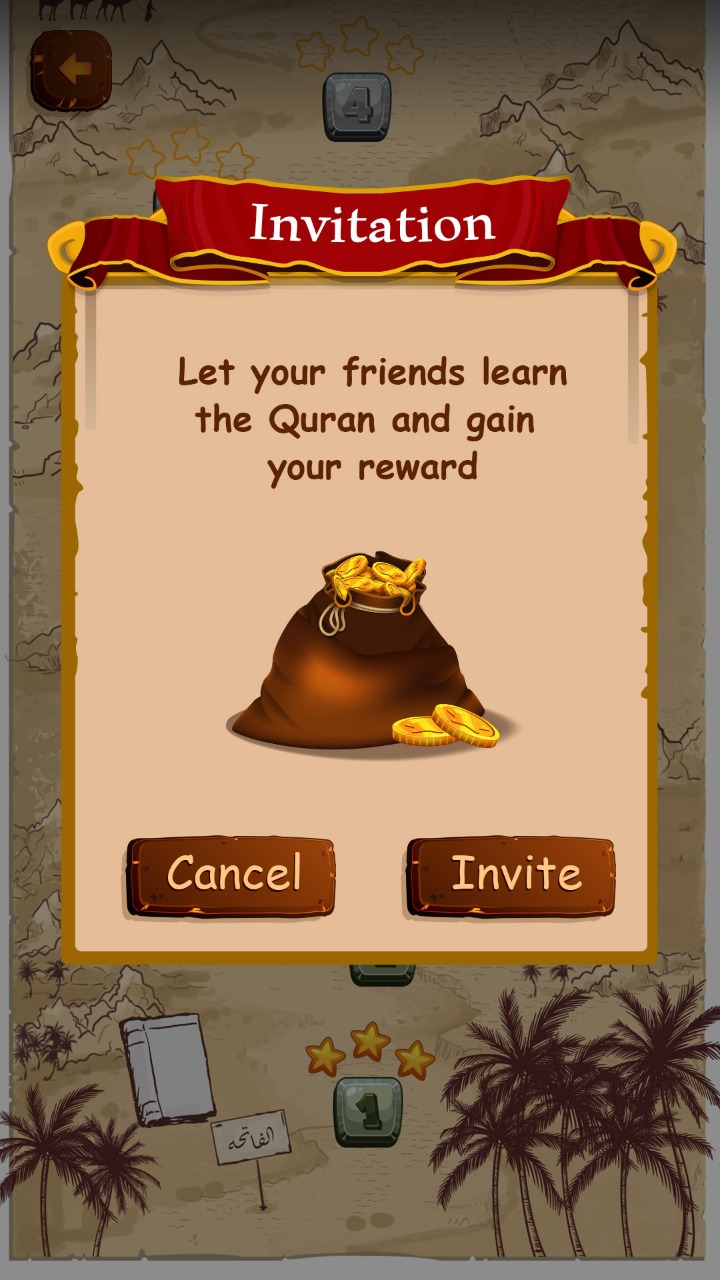 4
Invitation
Let your friends learn
the Quran and gain
your reward
Cancel
Invite
1
الفاتحه